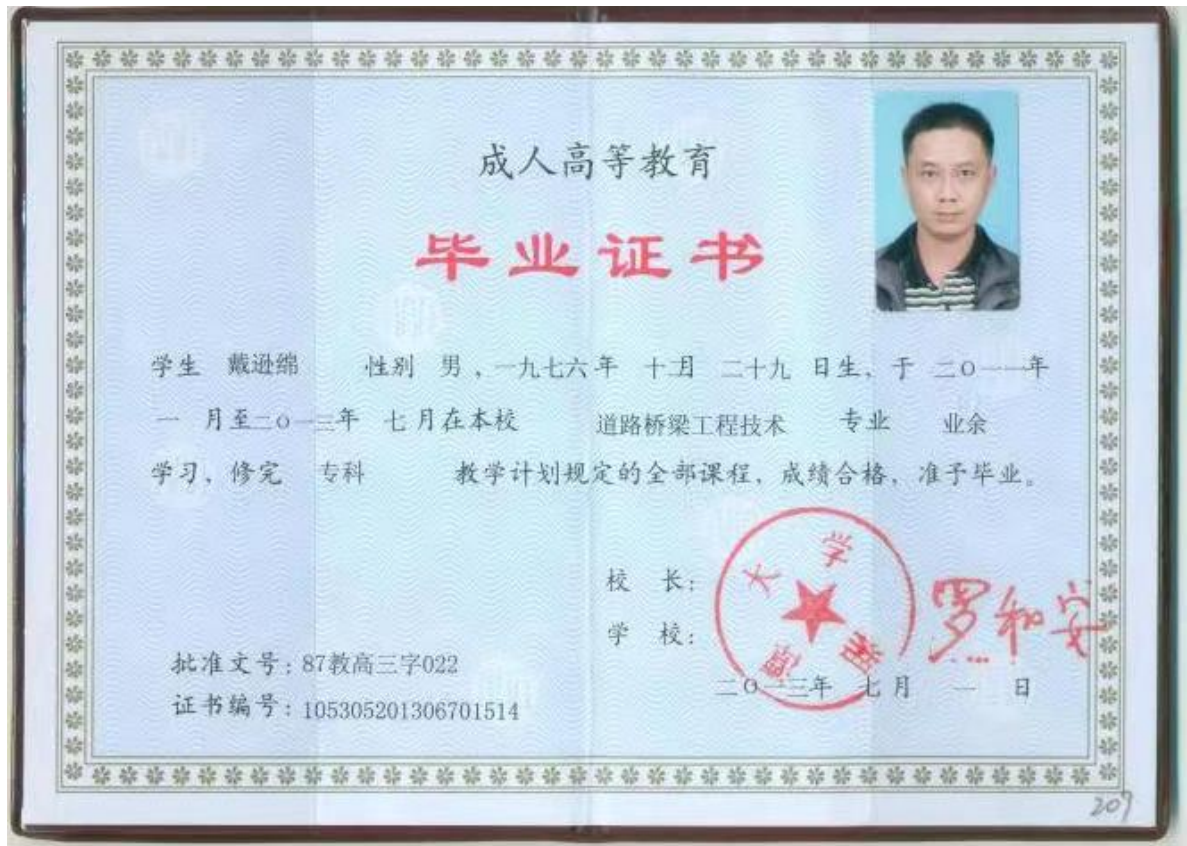 成人高等教育
毕业证书
学生 戴逊绵 性别 男，一九七六年 十月 二十九 日生，于 二〇一一年
一 月至二〇一三年 七月在本校 道路桥梁工程技术 专业 业余
学习，修完 专科 教学计划规定的全部课程，成绩合格，准予毕业。
校 长：
罗和安
学 校：
湘潭大学
批准文号：87教高三字022
二〇一三年 七月 一 日
证书编号：105305201306701514
209